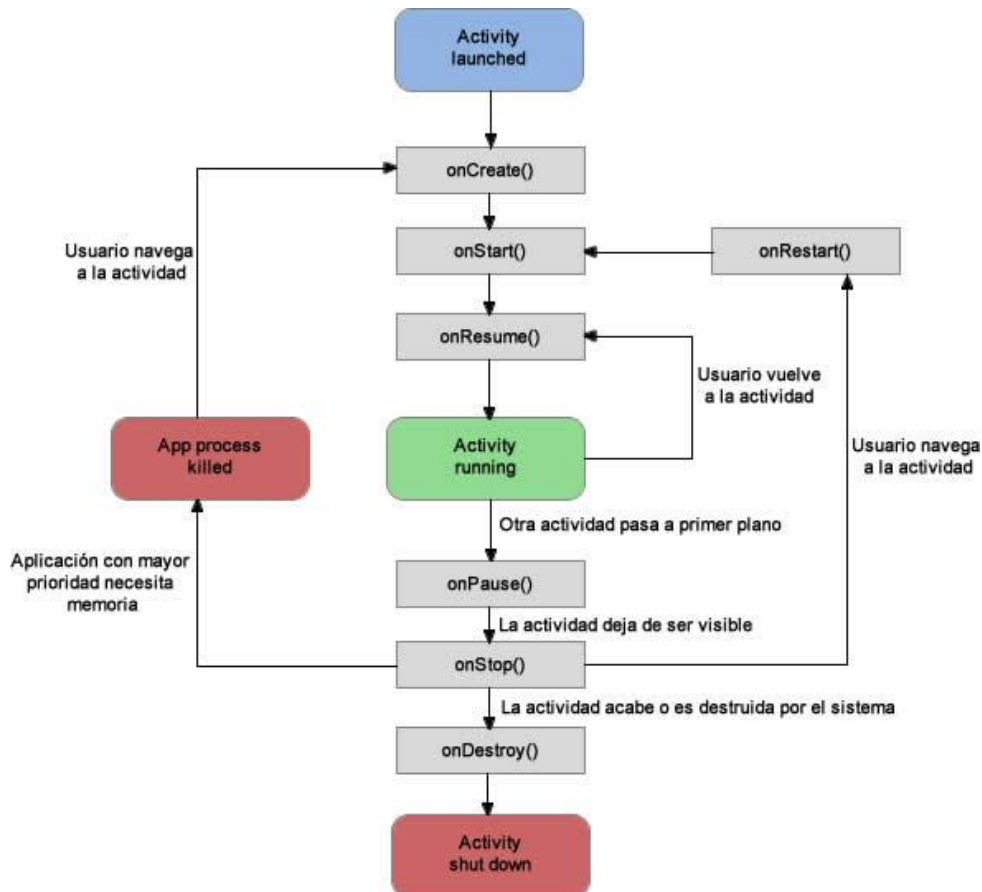 Activity
launched
onCreate()
Usuario navega
a la actividad
onStart()
onRestart()
onResume()
Usuario vuelve
a la actividad
App process
killed
Activity
running
Usuario navega
a la actividad
Otra actividad pasa a primer plano
Aplicación con mayor
prioridad necesita
memoria
onPause()
La actividad deja de ser visible
onStop()
La actividad acabe o es destruida por el sistema
onDestroy()
Activity
shut down